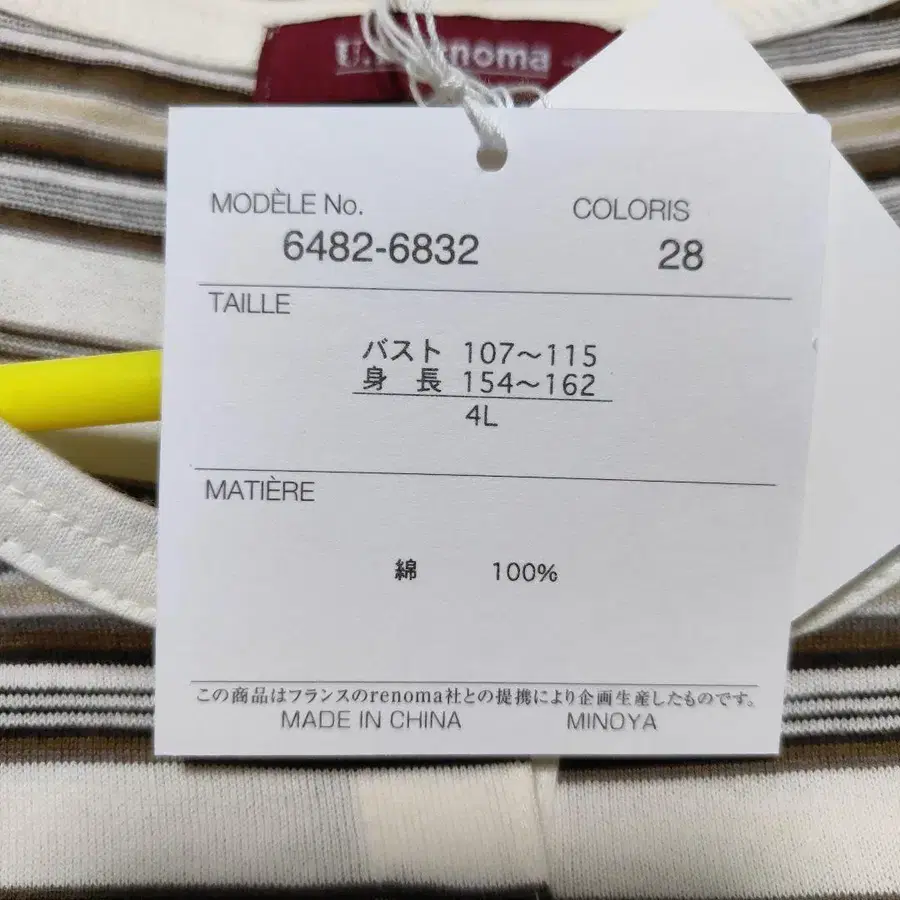 renoma
MODÈLE No.
COLORIS
6482-6832
28
TAILLE
バスト 107～115
身 長 154～162
4L
MATIÈRE
綿 100%
この商品はフランスのrenoma社との提携により企画生産したものです。
MADE IN CHINA MINOYA